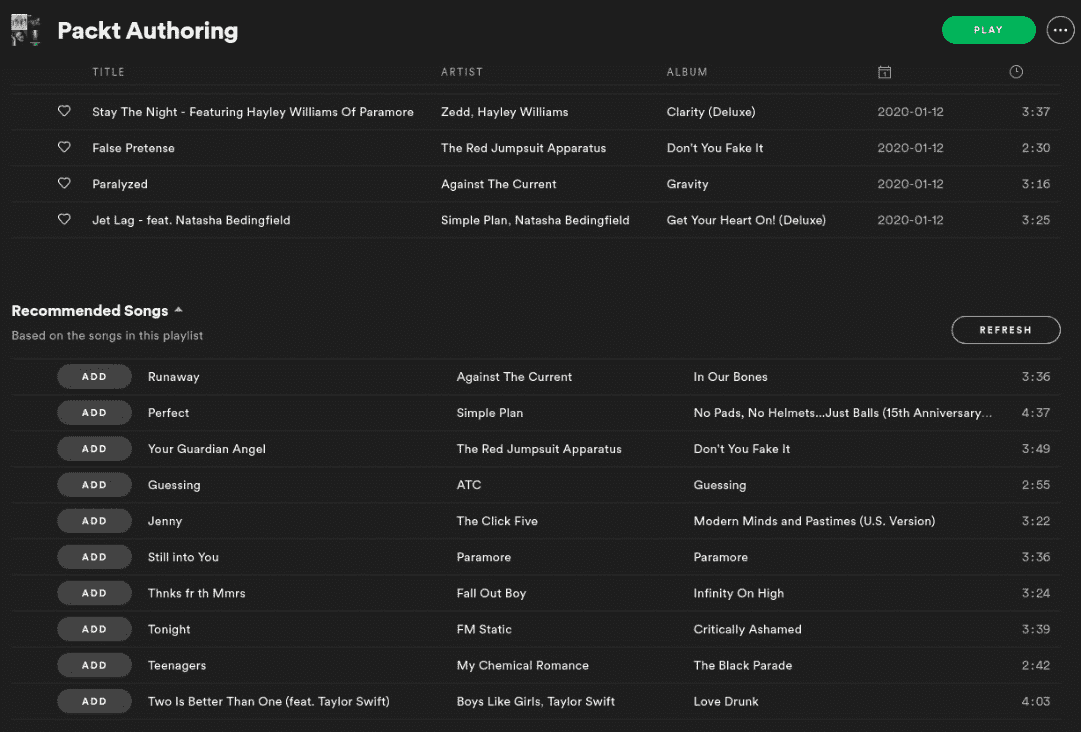 Packt Authoring
PLAY
TITLE ARTIST ALBUM
Stay The Night - Featuring Hayley Williams Of Paramore Zedd, Hayley Williams Clarity (Deluxe) 2020-01-12 3:37
False Pretense The Red Jumpsuit Apparatus Don't You Fake It 2020-01-12 2:30
Paralyzed Against The Current Gravity 2020-01-12 3:16
Jet Lag - feat. Natasha Bedingfield Simple Plan, Natasha Bedingfield Get Your Heart On! (Deluxe) 2020-01-12 3:25
Recommended Songs
Based on the songs in this playlist
REFRESH
ADD Runaway Against The Current In Our Bones 3:36
ADD Perfect Simple Plan No Pads, No Helmets...Just Balls (15th Anniversary... 4:37
ADD Your Guardian Angel The Red Jumpsuit Apparatus Don't You Fake It 3:49
ADD Guessing ATC Guessing 2:55
ADD Jenny The Click Five Modern Minds and Pastimes (U.S. Version) 3:22
ADD Still into You Paramore Paramore 3:36
ADD Thnks fr th Mmrs Fall Out Boy Infinity On High 3:24
ADD Tonight FM Static Critically Ashamed 3:39
ADD Teenagers My Chemical Romance The Black Parade 2:42
ADD Two Is Better Than One (feat. Taylor Swift) Boys Like Girls, Taylor Swift Love Drunk 4:03